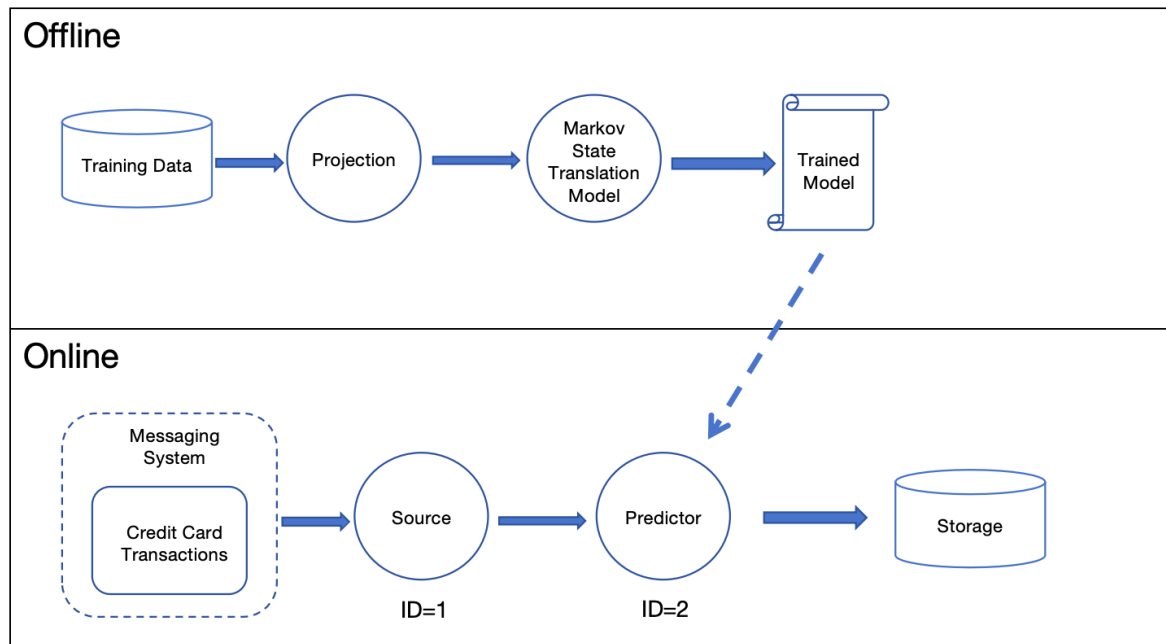 Offline
Training Data
Projection
Markov
State
Translation
Model
Trained
Model
Online
Messaging
System
Credit Card
Transactions
Source
Predictor
Storage
ID=1
ID=2